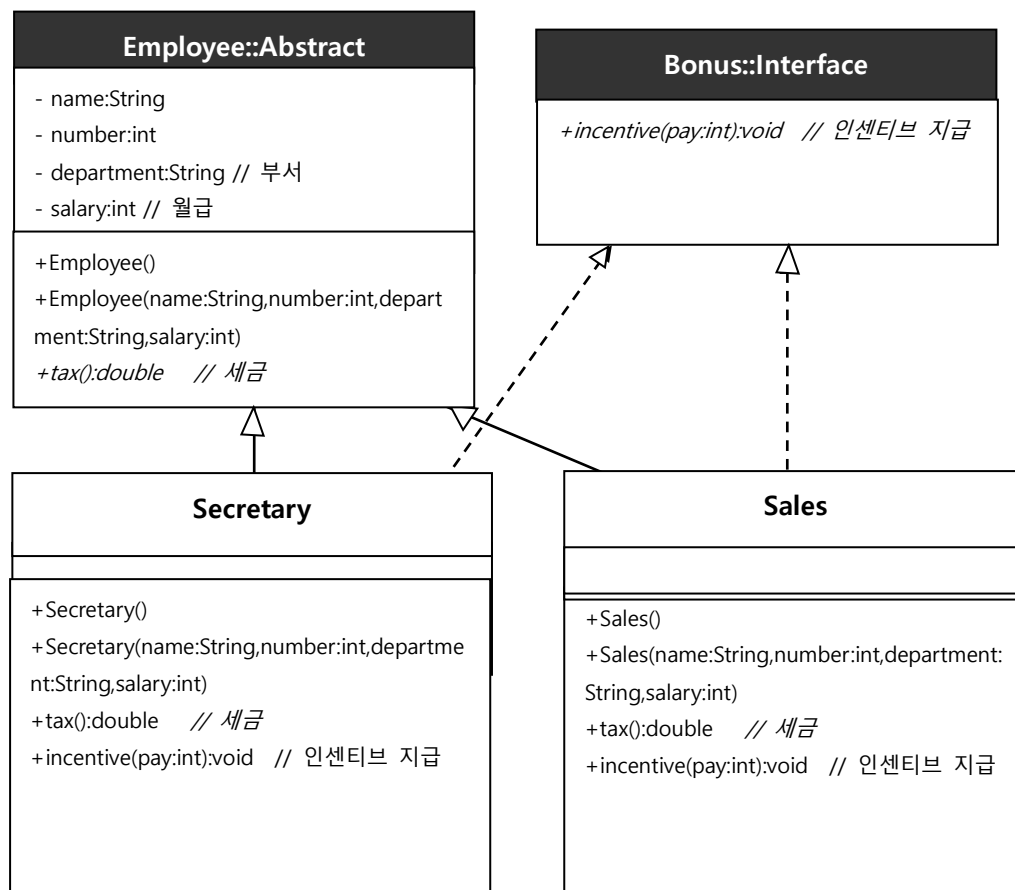 Employee::Abstract
- name:String
- number:int
- department:String // 부서
- salary:int // 월급
+Employee()
+Employee(name:String,number:int,depart
ment:String,salary:int)
+tax():double // 세금
Bonus::Interface
+incentive(pay:int):void // 인센티브 지급
Secretary
+Secretary()
+Secretary(name:String,number:int,departme
nt:String,salary:int)
+tax():double // 세금
+incentive(pay:int):void // 인센티브 지급
Sales
+Sales()
+Sales(name:String,number:int,department:
String,salary:int)
+tax():double // 세금
+incentive(pay:int):void // 인센티브 지급